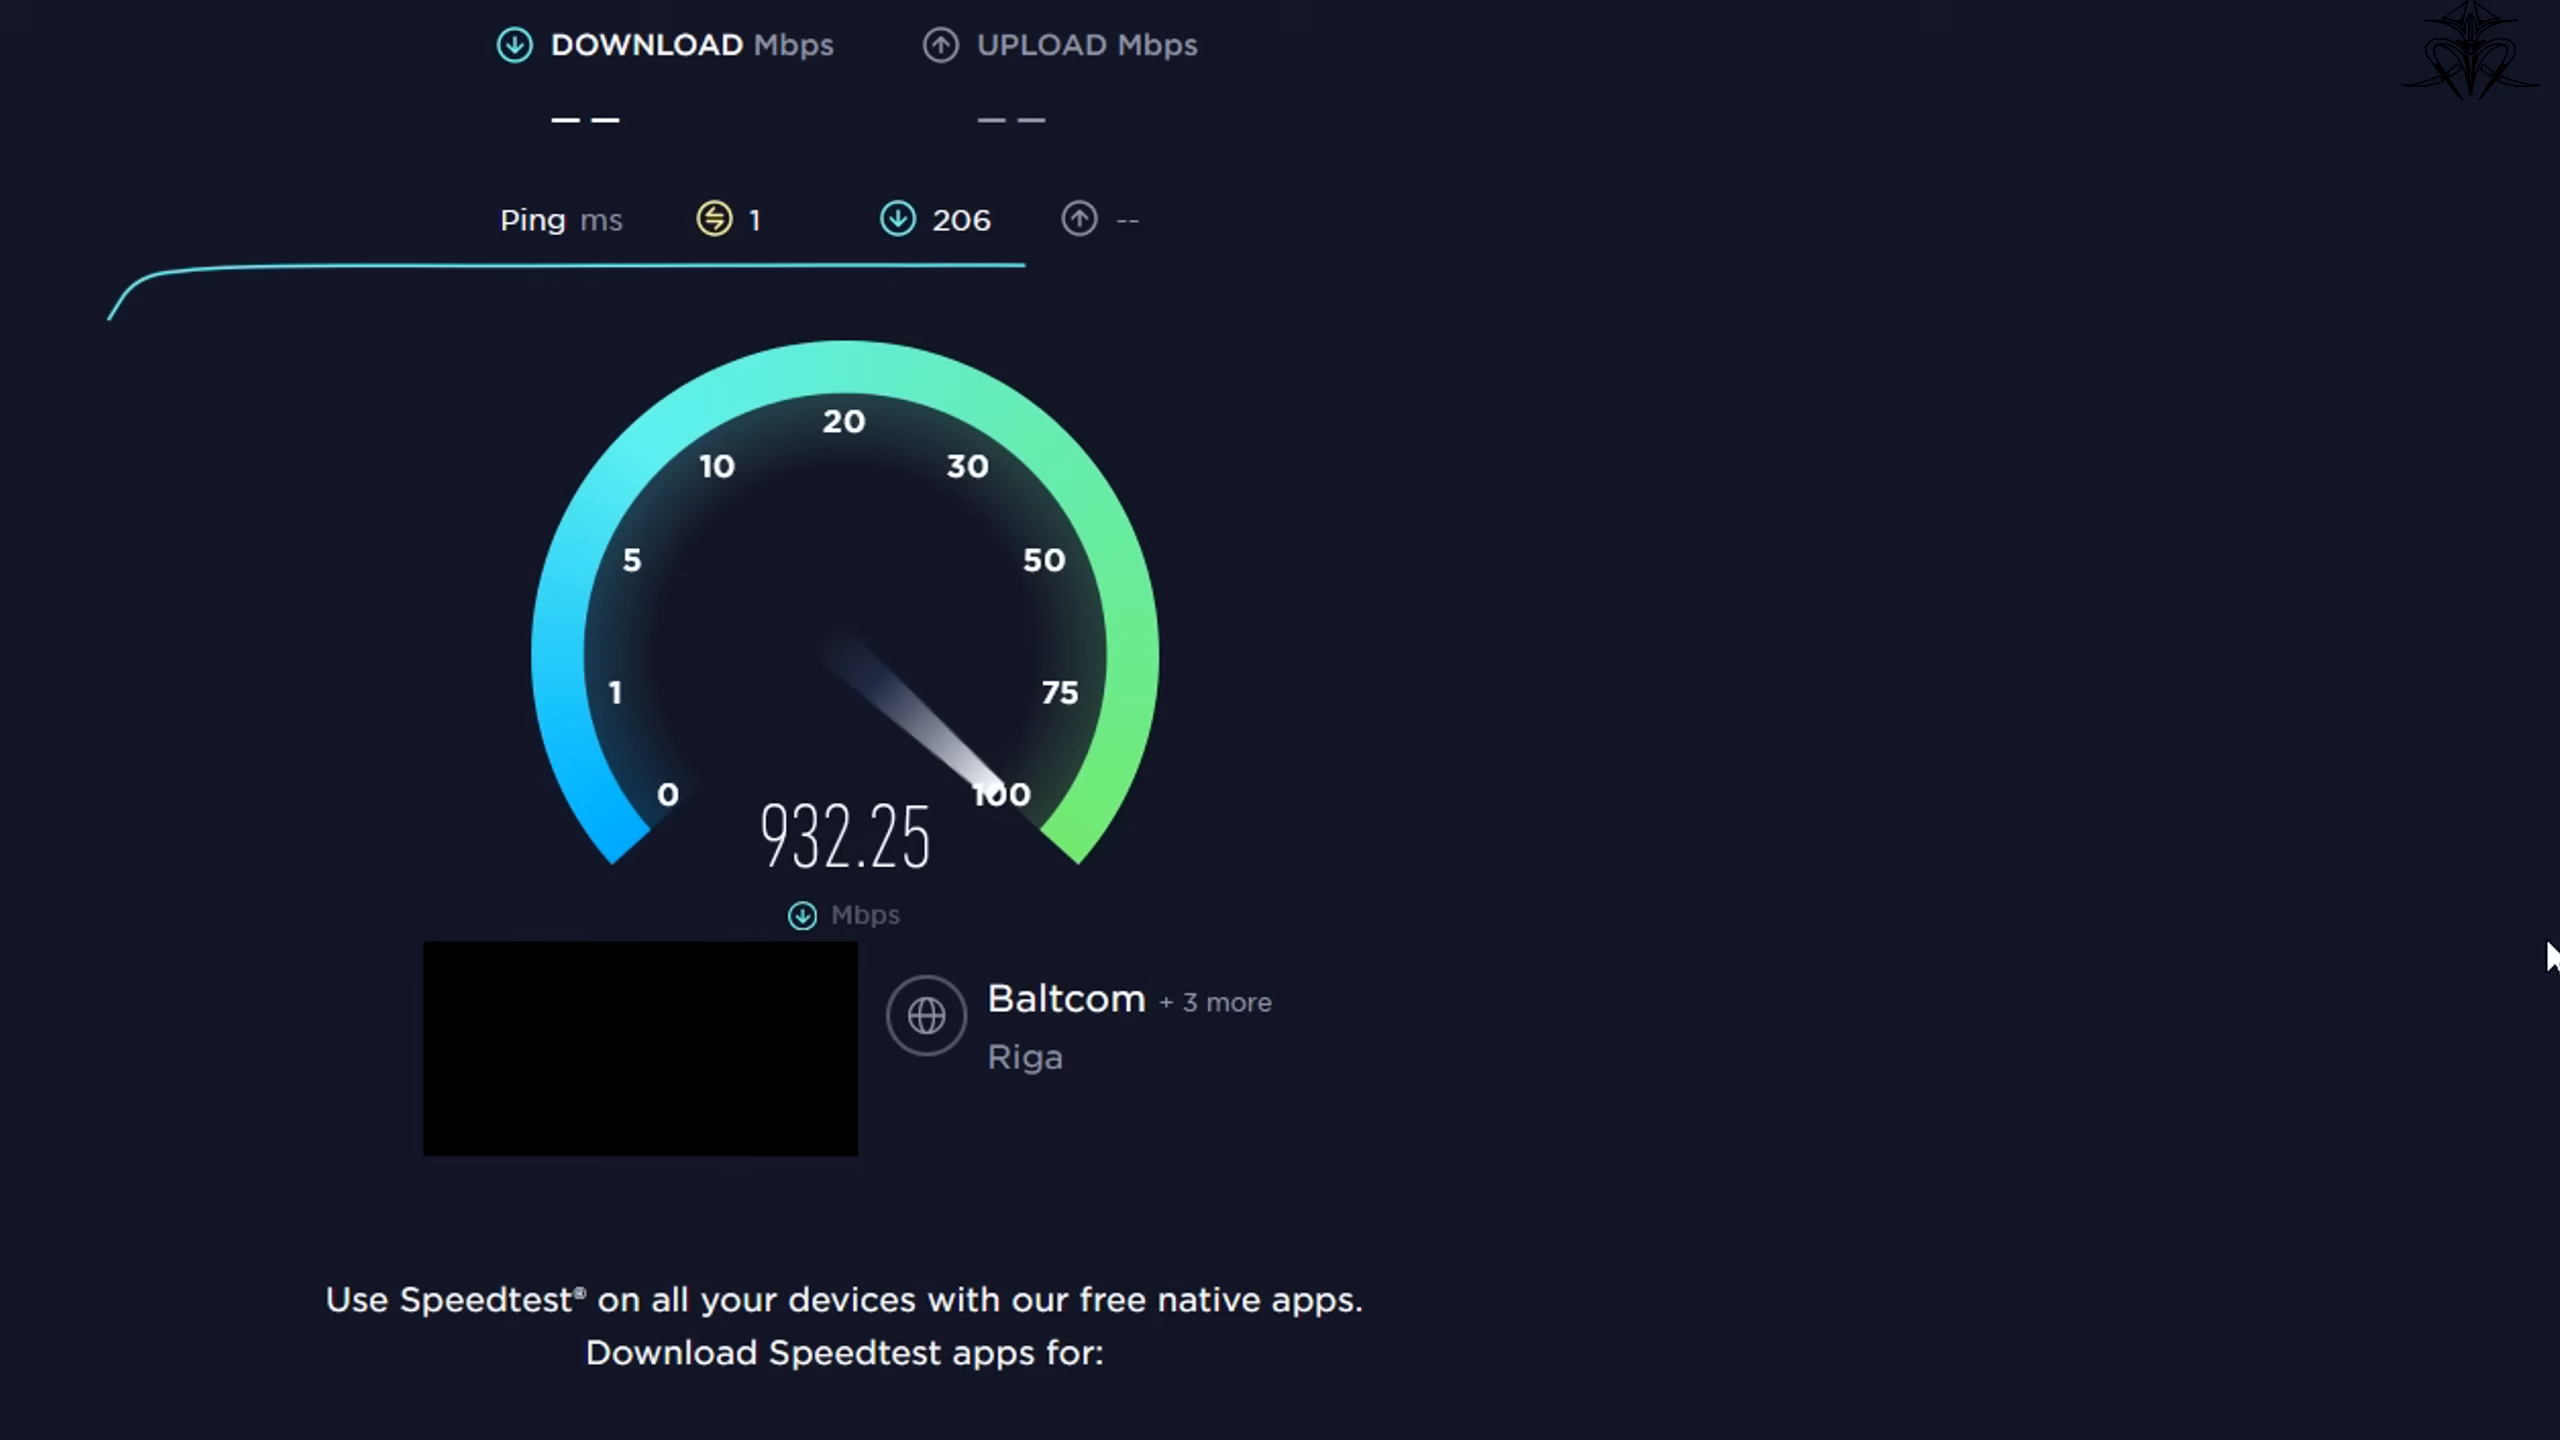 DOWNLOAD Mbps
UPLOAD Mbps
— —
— —
Ping ms 1 206 --
20
10
30
5
50
1
75
0
100
932.25
Mbps
Baltcom + 3 more
Riga
Use Speedtest® on all your devices with our free native apps.
Download Speedtest apps for: